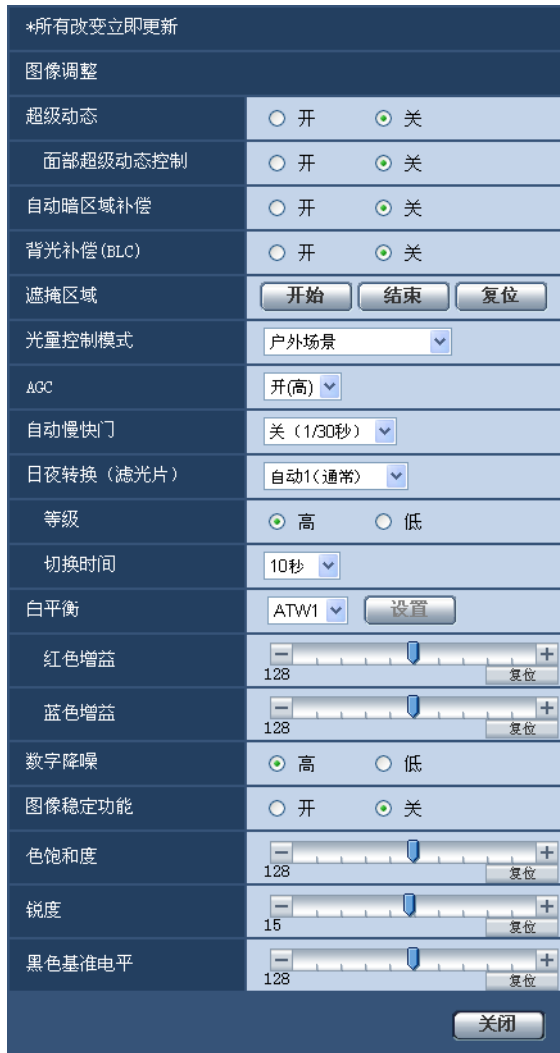 *所有改变立即更新
图像调整
超级动态 开 关
面部超级动态控制 开 关
自动暗区域补偿 开 关
背光补偿(BLC) 开 关
遮掩区域 开始 结束 复位
光量控制模式 户外场景
AGC 开(高)
自动慢快门 关（1/30秒）
日夜转换（滤光片） 自动1(通常)
等级 高 低
切换时间 10秒
白平衡 ATW1 设置
红色增益 128 复位
蓝色增益 128 复位
数字降噪 高 低
图像稳定功能 开 关
色饱和度 128 复位
锐度 15 复位
黑色基准电平 128 复位
关闭